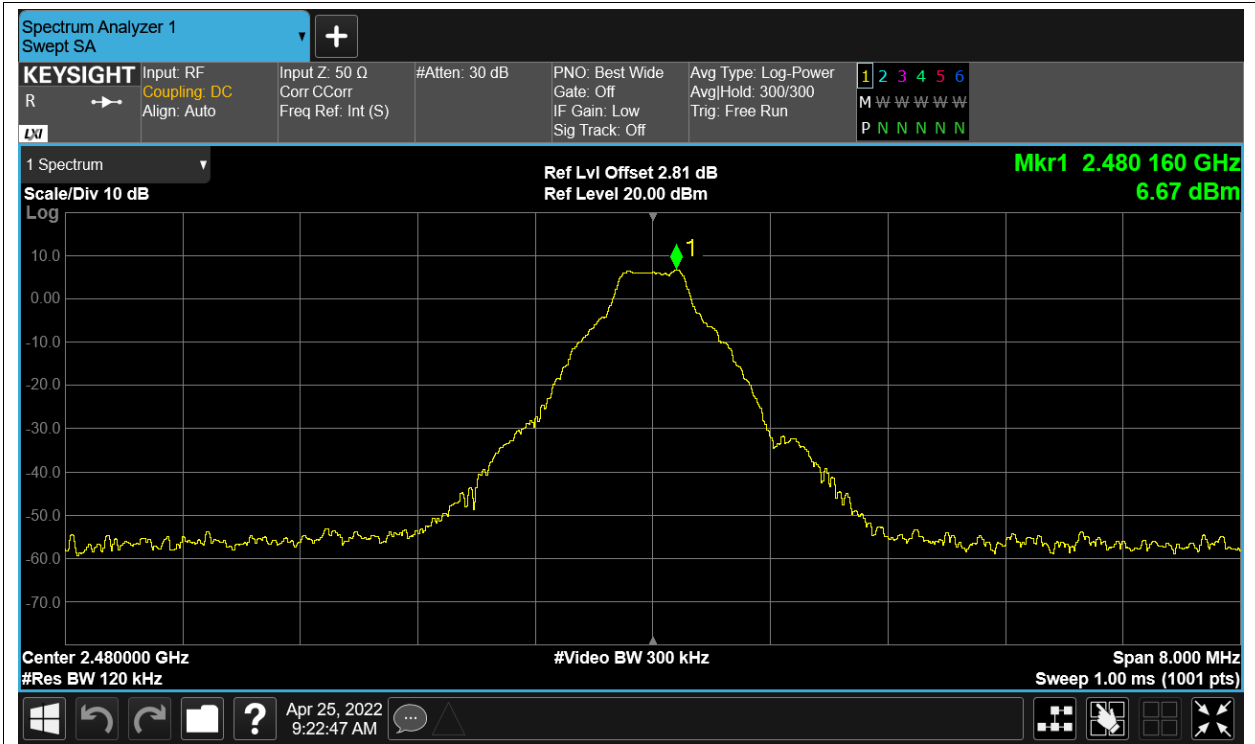 Spectrum Analyzer 1
Swept SA
KEYSIGHT
R
LXI
Input: RF
Coupling: DC
Align: Auto
Input Z: 50 Ω
Corr CCorr
Freq Ref: Int (S)
#Atten: 30 dB
PNO: Best Wide
Gate: Off
IF Gain: Low
Sig Track: Off
Avg Type: Log-Power
Avg|Hold: 300/300
Trig: Free Run
1 2 3 4 5 6
M W W W W W
P N N N N N
1 Spectrum
Scale/Div 10 dB
Log
Ref Lvl Offset 2.81 dB
Ref Level 20.00 dBm
Mkr1 2.480 160 GHz
6.67 dBm
1
10.0
0.00
-10.0
-20.0
-30.0
-40.0
-50.0
-60.0
-70.0
Center 2.480000 GHz
#Res BW 120 kHz
#Video BW 300 kHz
Span 8.000 MHz
Sweep 1.00 ms (1001 pts)
?
Apr 25, 2022
9:22:47 AM